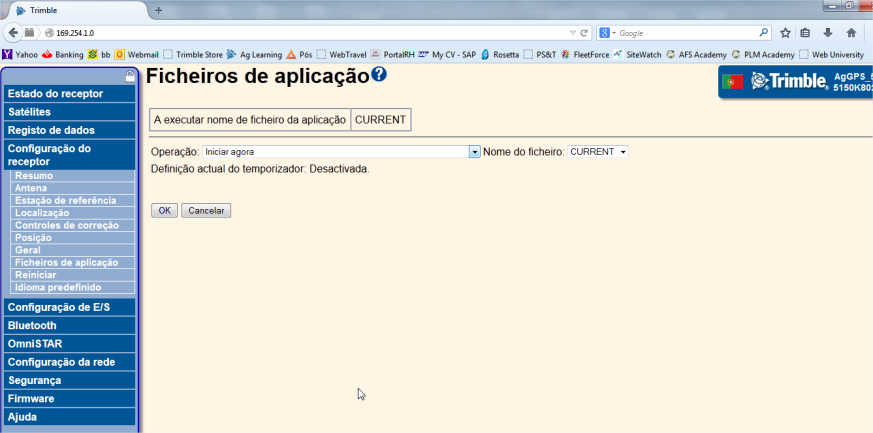 Trimble
169.254.1.0
Google
Yahoo Banking bb Webmail Trimble Store Ag Learning Pós WebTravel PortalRH My CV - SAP Rosetta PS&T FleetForce SiteWatch AFS Academy PLM Academy Web University
Ficheiros de aplicação
Trimble
AgGPS_5
5150K802
A executar nome de ficheiro da aplicação CURRENT
Operação: Iniciar agora Nome do ficheiro: CURRENT
Definição actual do temporizador: Desactivada.
OK Cancelar
Estado do receptor
Satélites
Registo de dados
Configuração do
receptor
Resumo
Antena
Estação de referência
Localização
Controles de correção
Posição
Geral
Ficheiros de aplicação
Reiniciar
Idioma predefinido
Configuração de E/S
Bluetooth
OmniSTAR
Configuração da rede
Segurança
Firmware
Ajuda